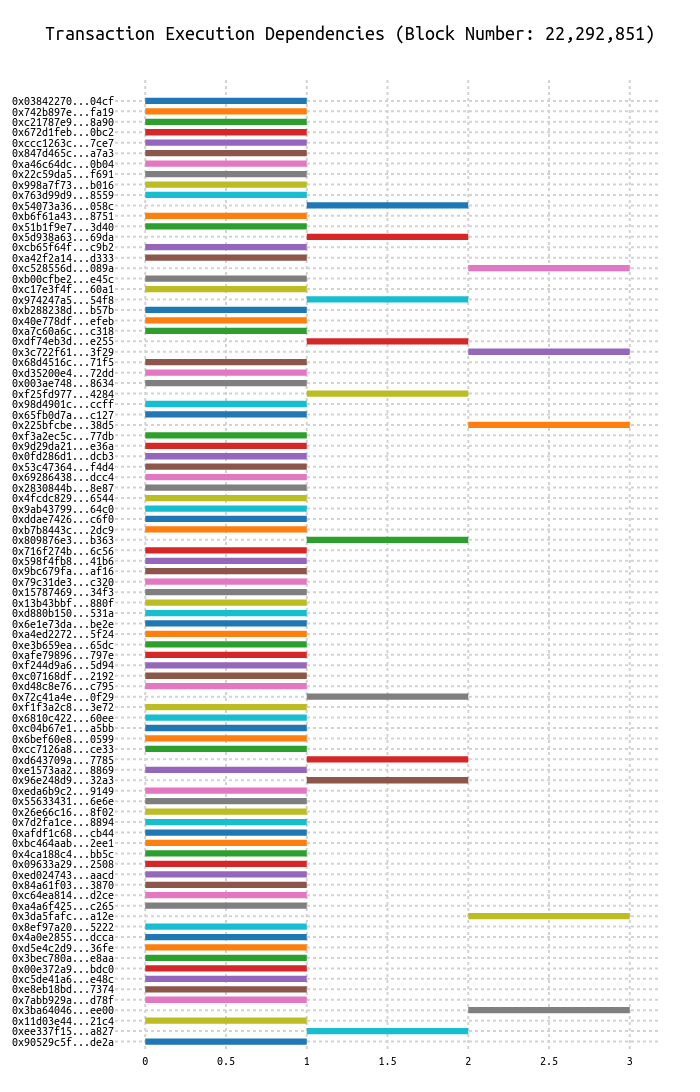 Transaction Execution Dependencies (Block Number: 22,292,851)
0x03842270...04cf
0x742b897e...fa19
0xc21787e9...8a90
0x672d1feb...0bc2
0xccc1263c...7ce7
0x847d465c...a7a3
0xa46c64dc...0b04
0x22c59da5...f691
0x998a7f73...b016
0x763d99d9...8559
0x54073a36...058c
0xb6f61a43...8751
0x51b1f9e7...3d40
0x5d938a63...69da
0xcb65f64f...c9b2
0xa42f2a14...d333
0xc528556d...089a
0xb00cfbe2...e45c
0xc17e3f4f...60a1
0x974247a5...54f8
0xb288238d...b57b
0x40e778df...efeb
0xa7c60a6c...c318
0xdf74eb3d...e255
0x3c722f61...3f29
0x68d4516c...71f5
0xd35200e4...72dd
0x003ae748...8634
0xf25fd977...4284
0x98d4901c...ccff
0x65fb0d7a...c127
0x225bfcbe...38d5
0xf3a2ec5c...77db
0x9d29da21...e36a
0x0fd286d1...dcb3
0x53c47364...f4d4
0x69286438...dcc4
0x2830844b...8e87
0x4fcdc829...6544
0x9ab43799...64c0
0xddae7426...c6f0
0xb7b8443c...2dc9
0x809876e3...b363
0x716f274b...6c56
0x598f4fb8...41b6
0x9bc679fa...af16
0x79c31de3...c320
0x15787469...34f3
0x13b43bbf...880f
0xd880b150...531a
0x6e1e73da...be2e
0xa4ed2272...5f24
0xe3b659ea...65dc
0xafe79896...797e
0xf244d9a6...5d94
0xc07168df...2192
0xd48c8e76...c795
0x72c41a4e...0f29
0xf1f3a2c8...3e72
0x6810c422...60ee
0xc04b67e1...a5bb
0x6bef60e8...0599
0xcc7126a8...ce33
0xd643709a...7785
0xe1573aa2...8869
0x96e248d9...32a3
0xeda6b9c2...9149
0x55633431...6e6e
0x26e66c16...8f02
0x7d2fa1ce...8894
0xafdf1c68...cb44
0xbc464aab...2ee1
0x4ca188c4...bb5c
0x09633a29...2508
0xed024743...aacd
0x84a61f03...3870
0xc64ea814...d2ce
0xa4a6f425...c265
0x3da5fafc...a12e
0x8ef97a20...5222
0x4a0e2855...dcca
0xd5e4c2d9...36fe
0x3bec780a...e8aa
0x00e372a9...bdc0
0xc5de41a6...e48c
0xe8eb18bd...7374
0x7abb929a...d78f
0x3ba64046...ee00
0x11d03e44...21c4
0xee337f15...a827
0x90529c5f...de2a
0 0.5 1 1.5 2 2.5 3